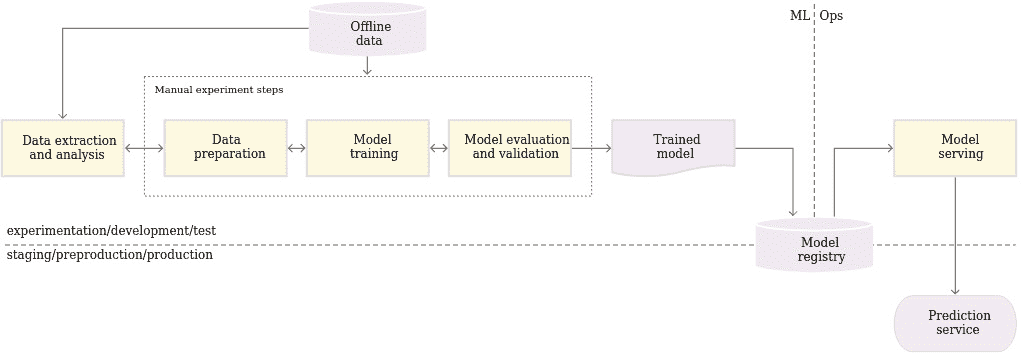 Offline
data
ML
Ops
Manual experiment steps
Data extraction
and analysis
Data
preparation
Model
training
Model evaluation
and validation
Trained
model
Model
serving
experimentation/development/test
staging/preproduction/production
Model
registry
Prediction
service